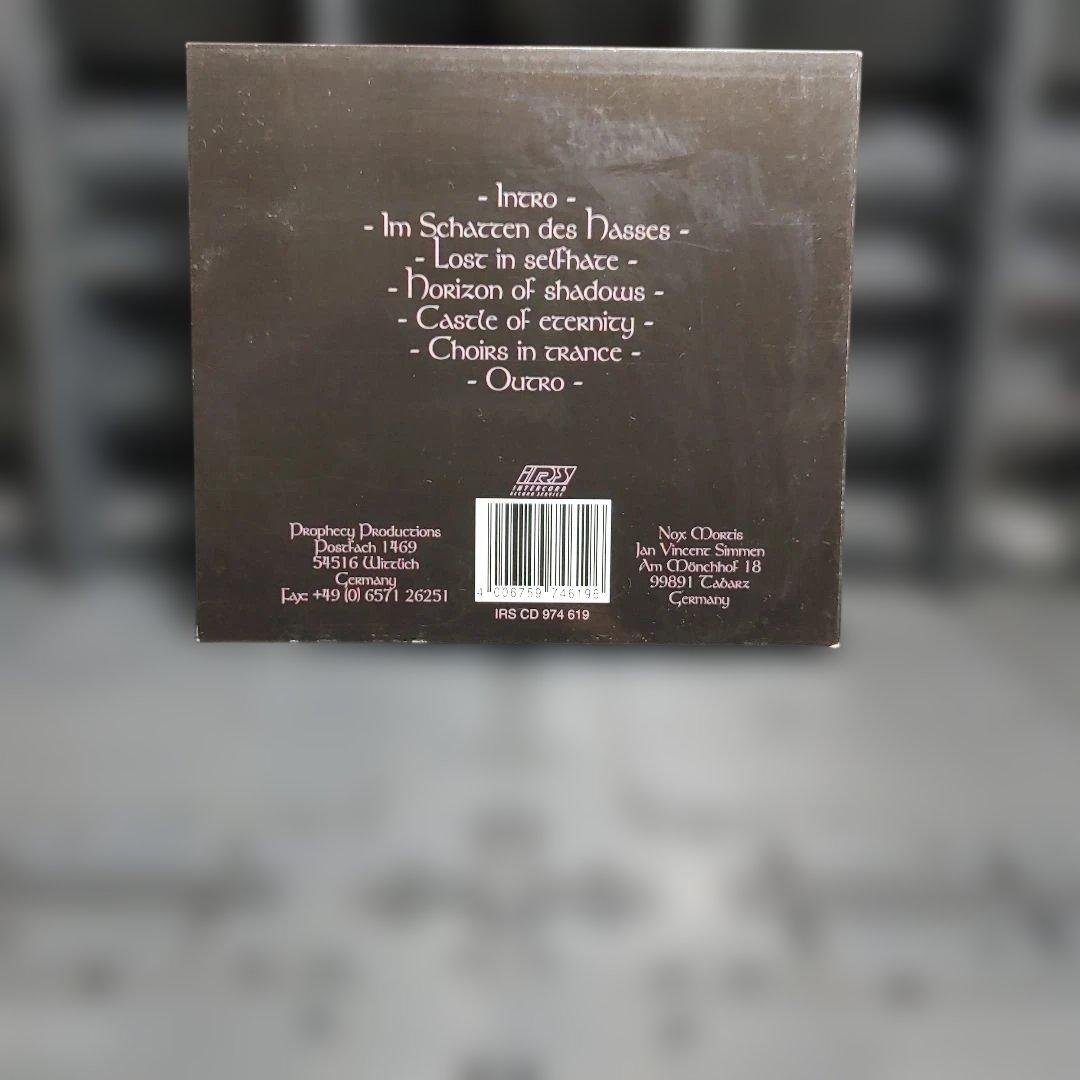 - Intro -
- Im Schatten des Hasses -
- Lost in selfhate -
- Horizon of shadows -
- Castle of eternity -
- Choirs in trance -
- Outro -
IRS
INTERCORD
RECORD SERVICE
Prophecy Productions
Postfach 1469
54516 Wittlich
Germany
Fax: +49 (0) 6571 26251
4 006759 746196
IRS CD 974 619
Nox Mortis
Jan Vincent Simmen
Am Mönchhof 18
99891 Tabarz
Germany